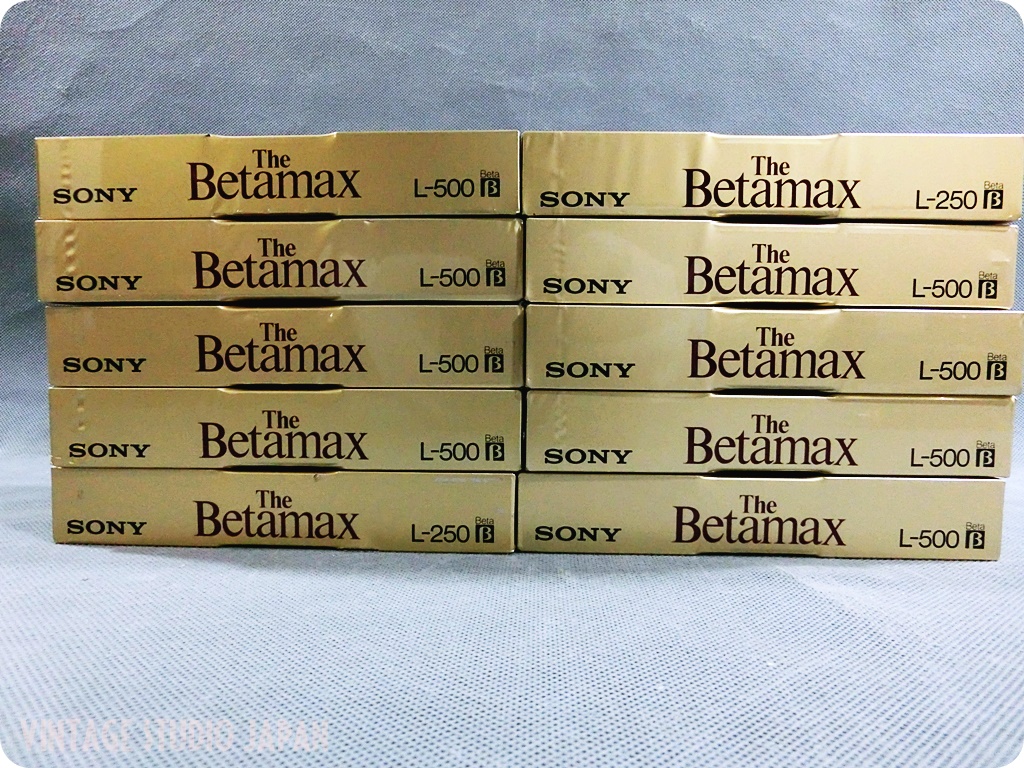 The
SONY Betamax L-500 Beta β
The
SONY Betamax L-500 Beta β
The
SONY Betamax L-500 Beta β
The
SONY Betamax L-500 Beta β
The
SONY Betamax L-250 Beta β
The
SONY Betamax L-250 Beta β
The
SONY Betamax L-500 Beta β
The
SONY Betamax L-500 Beta β
The
SONY Betamax L-500 Beta β
The
SONY Betamax L-500 Beta β
VINTAGE STUDIO JAPAN